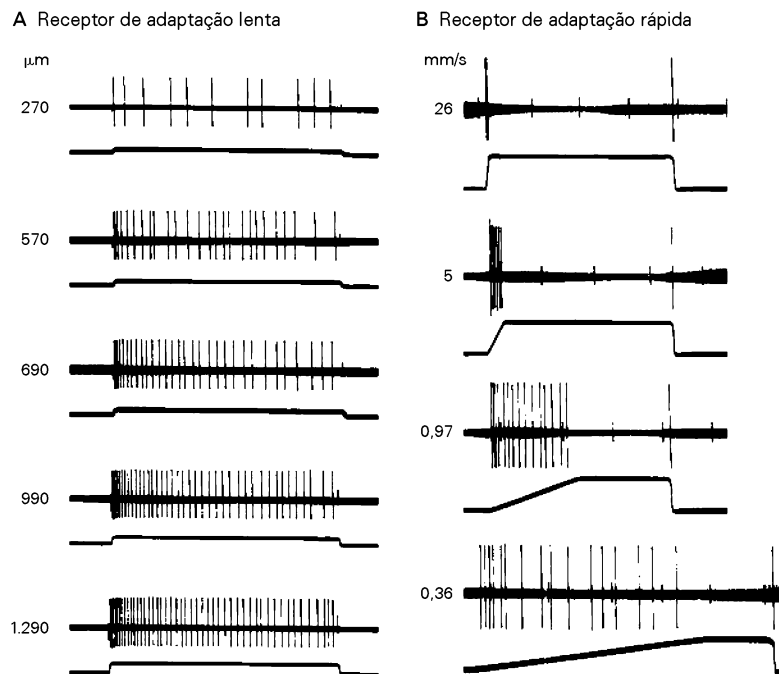 A Receptor de adaptação lenta
μm
270
570
690
990
1.290
B Receptor de adaptação rápida
mm/s
26
5
0,97
0,36